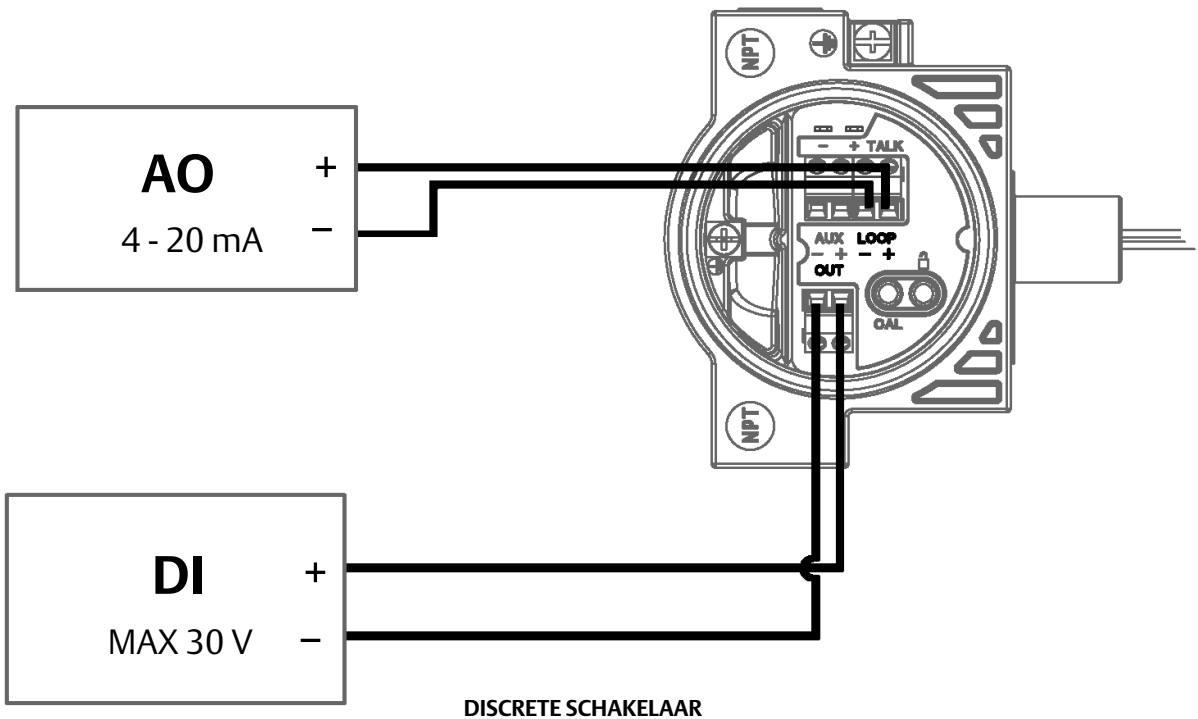 NPT
- + TALK
AO
+
4 - 20 mA
−
AUX LOOP
- + - +
OUT
CAL
NPT
DI
+
MAX 30 V
−
DISCRETE SCHAKELAAR